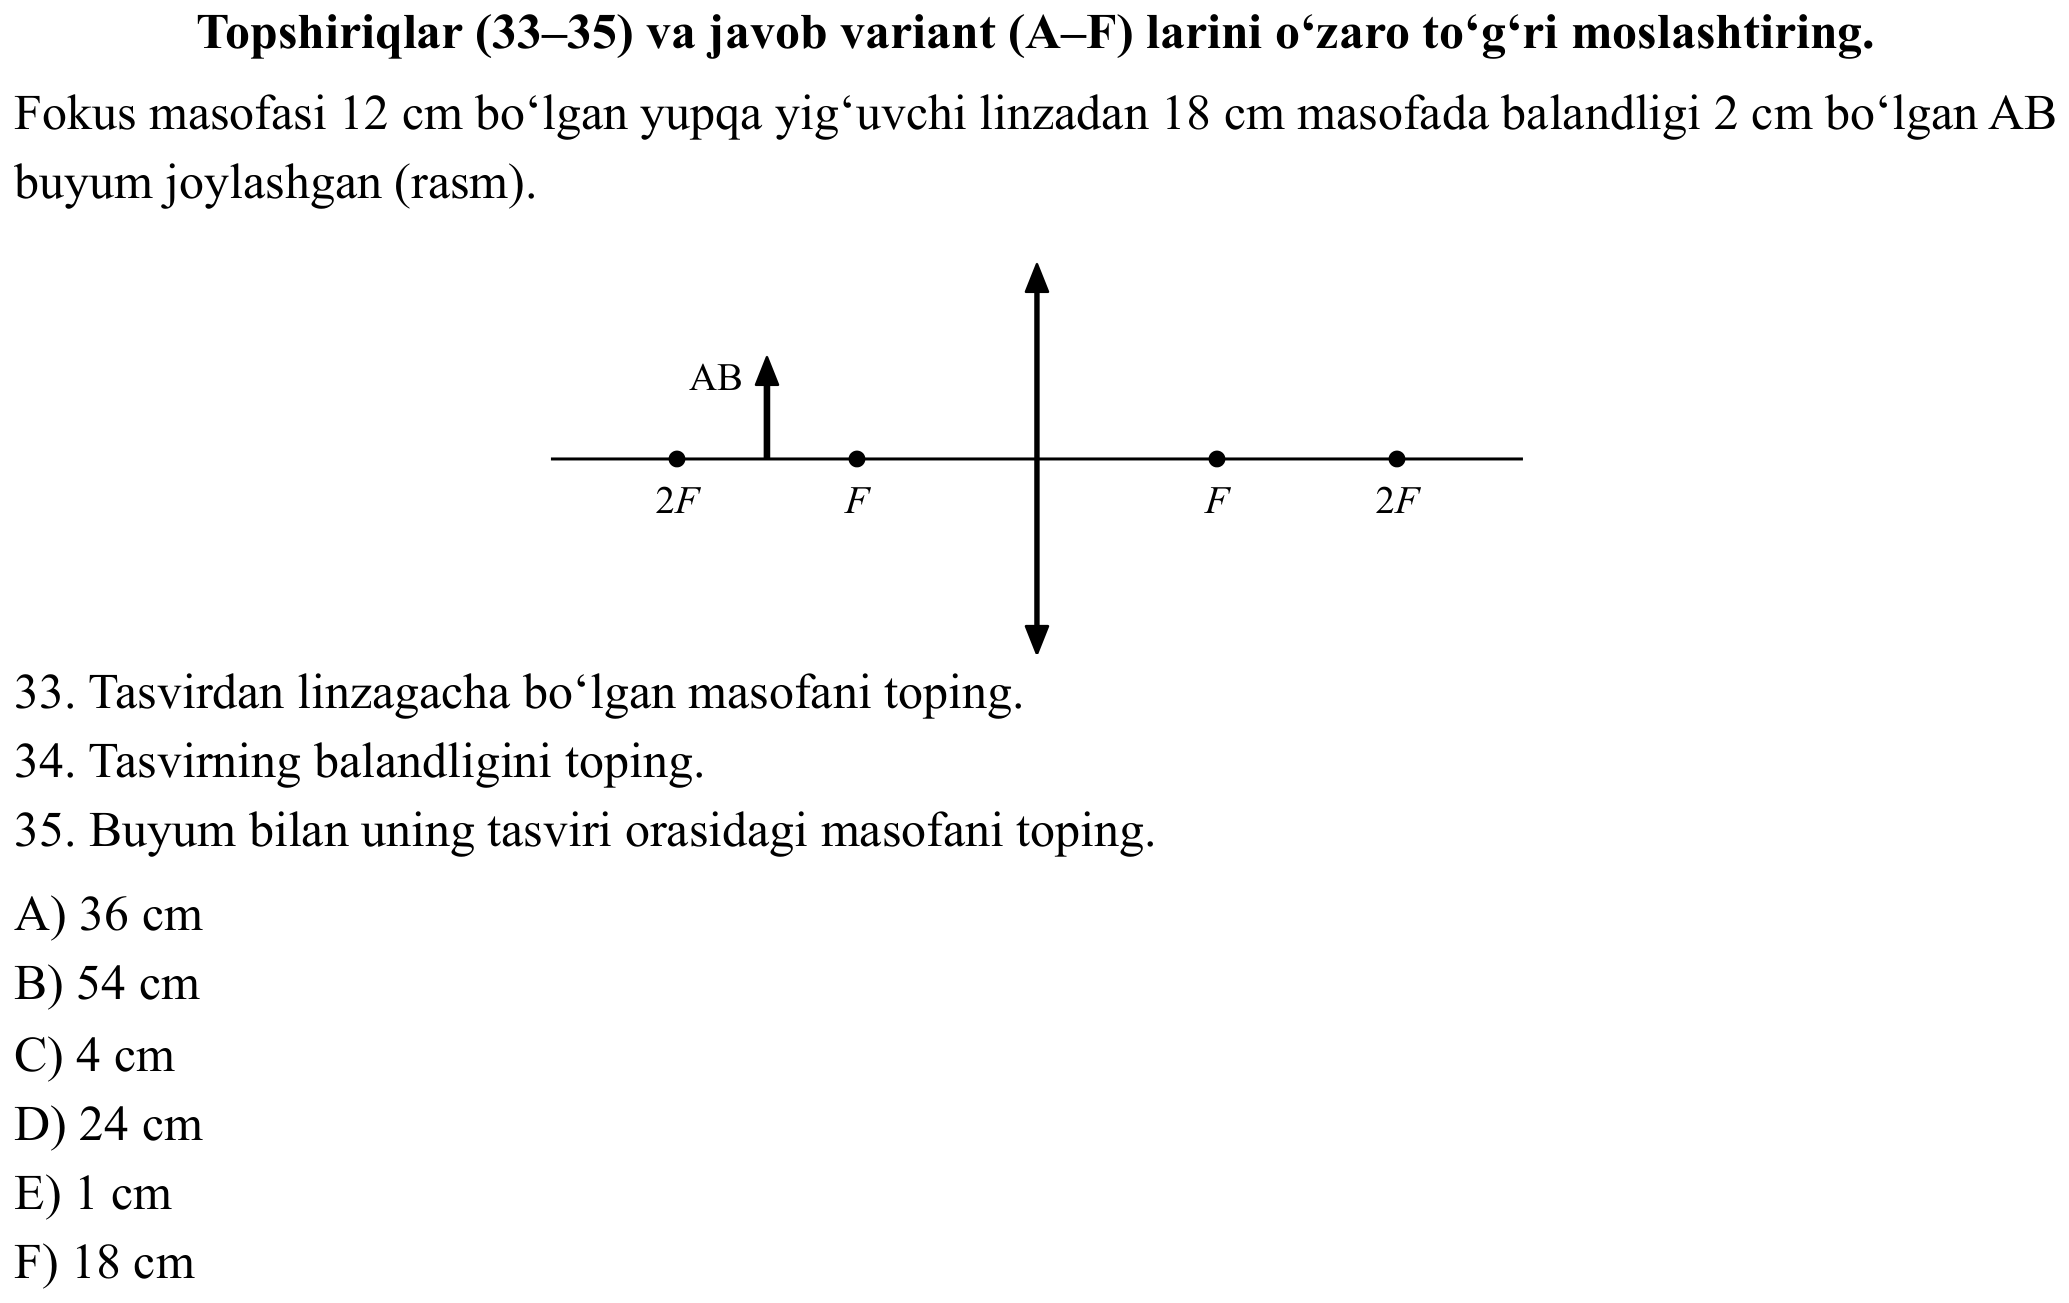 Topshiriqlar (33–35) va javob variant (A–F) larini o‘zaro to‘g‘ri moslashtiring.
Fokus masofasi 12 cm bo‘lgan yupqa yig‘uvchi linzadan 18 cm masofada balandligi 2 cm bo‘lgan AB
buyum joylashgan (rasm).
AB
2F F F 2F
33. Tasvirdan linzagacha bo‘lgan masofani toping.
34. Tasvirning balandligini toping.
35. Buyum bilan uning tasviri orasidagi masofani toping.
A) 36 cm
B) 54 cm
C) 4 cm
D) 24 cm
E) 1 cm
F) 18 cm